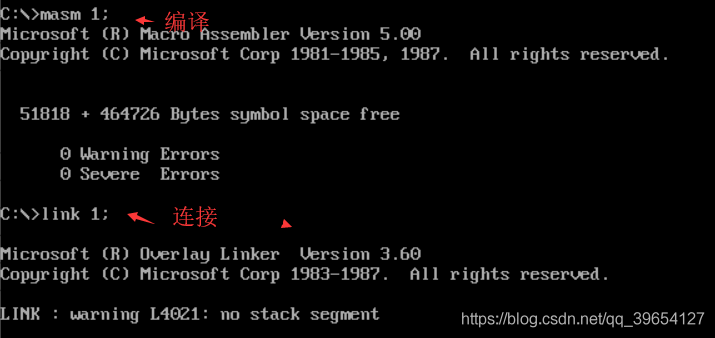 C:\>masm 1;
编译
Microsoft (R) Macro Assembler Version 5.00
Copyright (C) Microsoft Corp 1981-1985, 1987.  All rights reserved.
51818 + 464726 Bytes symbol space free
0 Warning Errors
0 Severe  Errors
C:\>link 1;
连接
Microsoft (R) Overlay Linker  Version 3.60
Copyright (C) Microsoft Corp 1983-1987.  All rights reserved.
LINK : warning L4021: no stack segment
https://blog.csdn.net/qq_39654127